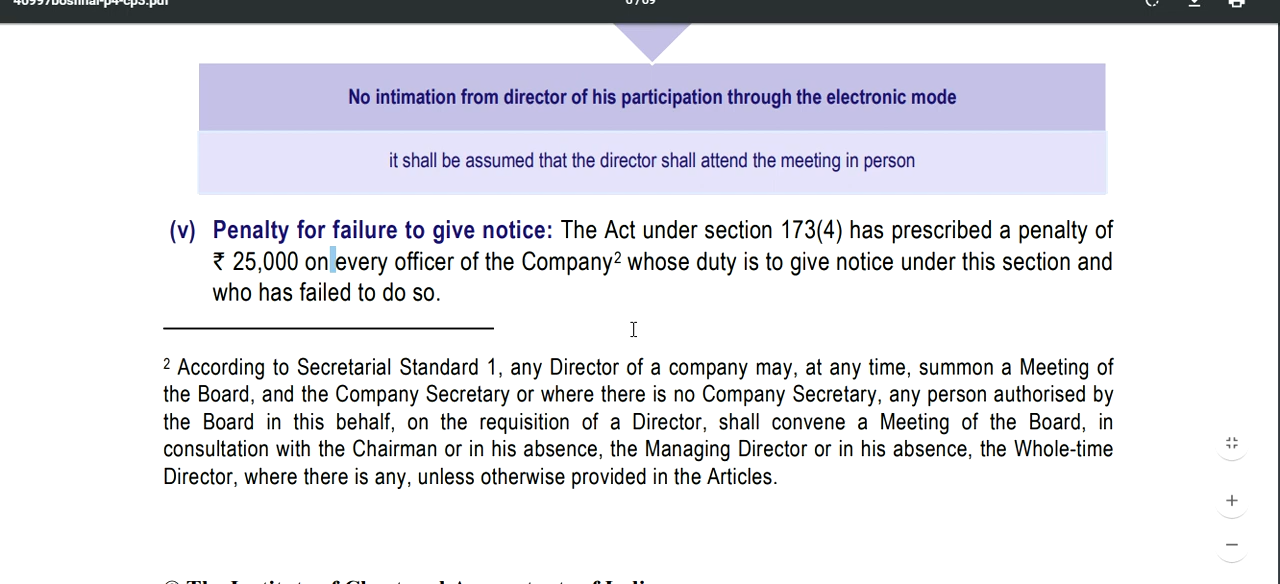 No intimation from director of his participation through the electronic mode
it shall be assumed that the director shall attend the meeting in person
(v) Penalty for failure to give notice: The Act under section 173(4) has prescribed a penalty of
₹ 25,000 on every officer of the Company² whose duty is to give notice under this section and
who has failed to do so.
² According to Secretarial Standard 1, any Director of a company may, at any time, summon a Meeting of
the Board, and the Company Secretary or where there is no Company Secretary, any person authorised by
the Board in this behalf, on the requisition of a Director, shall convene a Meeting of the Board, in
consultation with the Chairman or in his absence, the Managing Director or in his absence, the Whole-time
Director, where there is any, unless otherwise provided in the Articles.